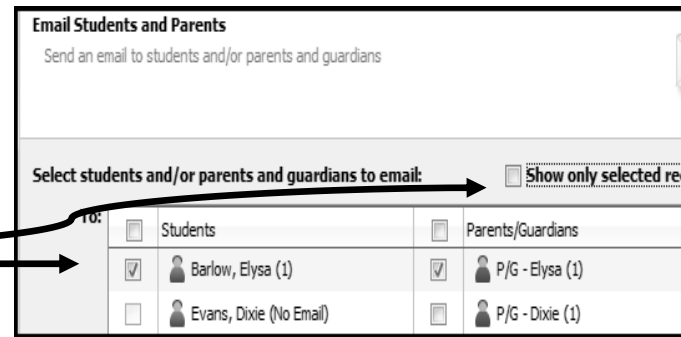 Email Students and Parents
Send an email to students and/or parents and guardians
Select students and/or parents and guardians to email: Show only selected
To: Students Parents/Guardians
Barlow, Elysa (1) P/G - Elysa (1)
Evans, Dixie (No Email) P/G - Dixie (1)